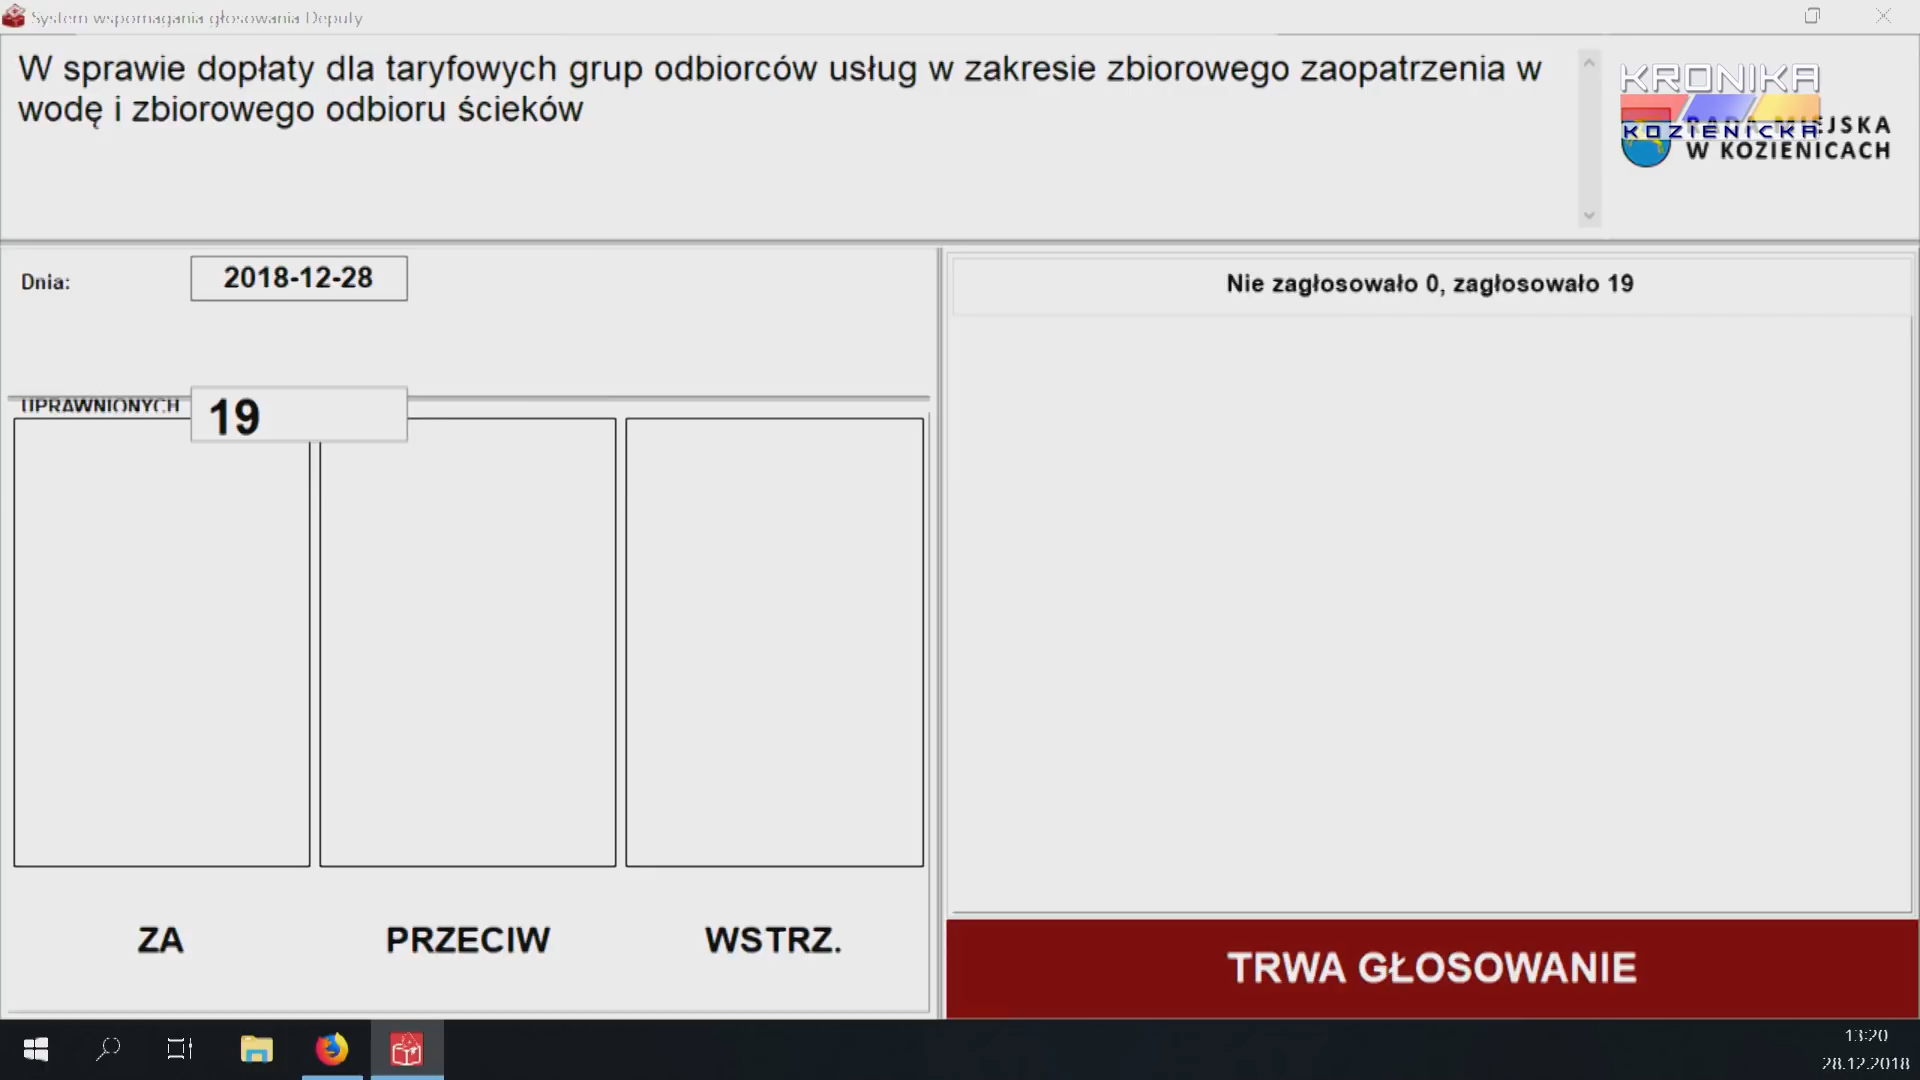 System wspomagania głosowania Deputy
W sprawie dopłaty dla taryfowych grup odbiorców usług w zakresie zbiorowego zaopatrzenia w
wodę i zbiorowego odbioru ścieków
KRONIKA
KOZIENICKA
RADA MIEJSKA
W KOZIENICACH
Dnia:
2018-12-28
Nie zagłosowało 0, zagłosowało 19
UPRAWNIONYCH
19
ZA
PRZECIW
WSTRZ.
TRWA GŁOSOWANIE
13:20
28.12.2018